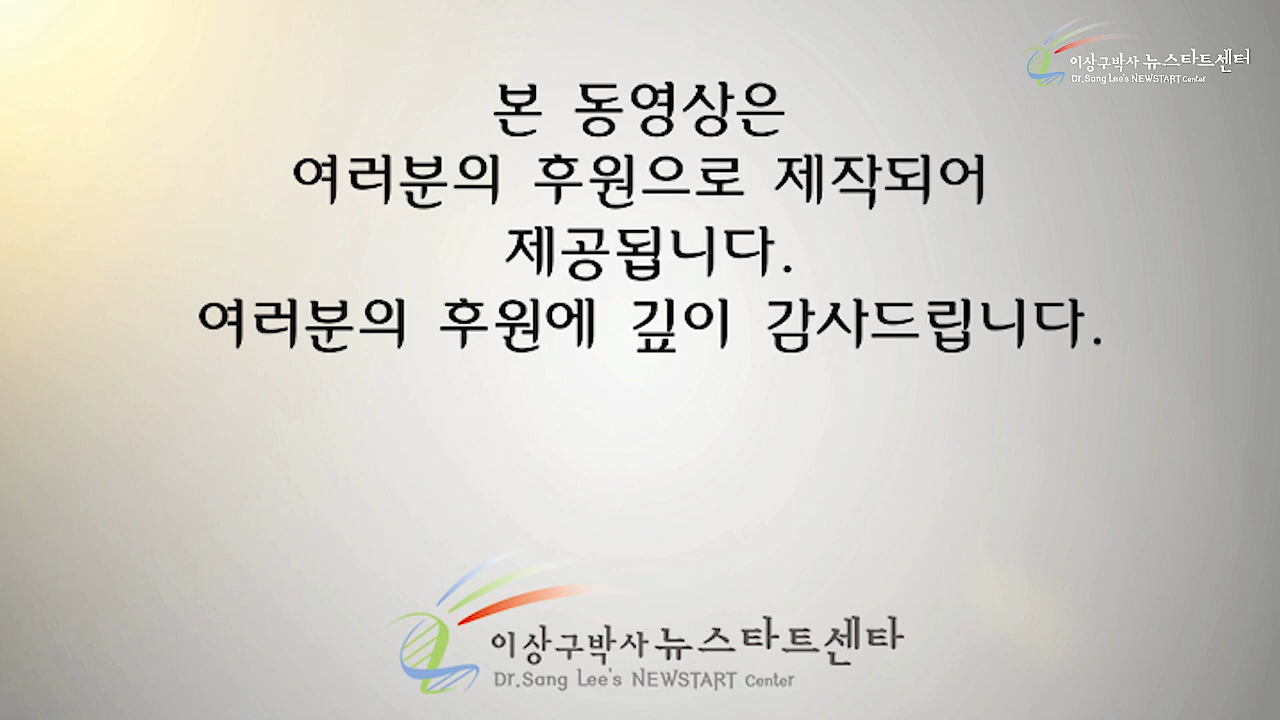 이상구박사 뉴스타트센터
Dr.Sang Lee's NEWSTART Center
본 동영상은
여러분의 후원으로 제작되어
제공됩니다.
여러분의 후원에 깊이 감사드립니다.
이상구박사 뉴스타트센타
Dr.Sang Lee's NEWSTART Center